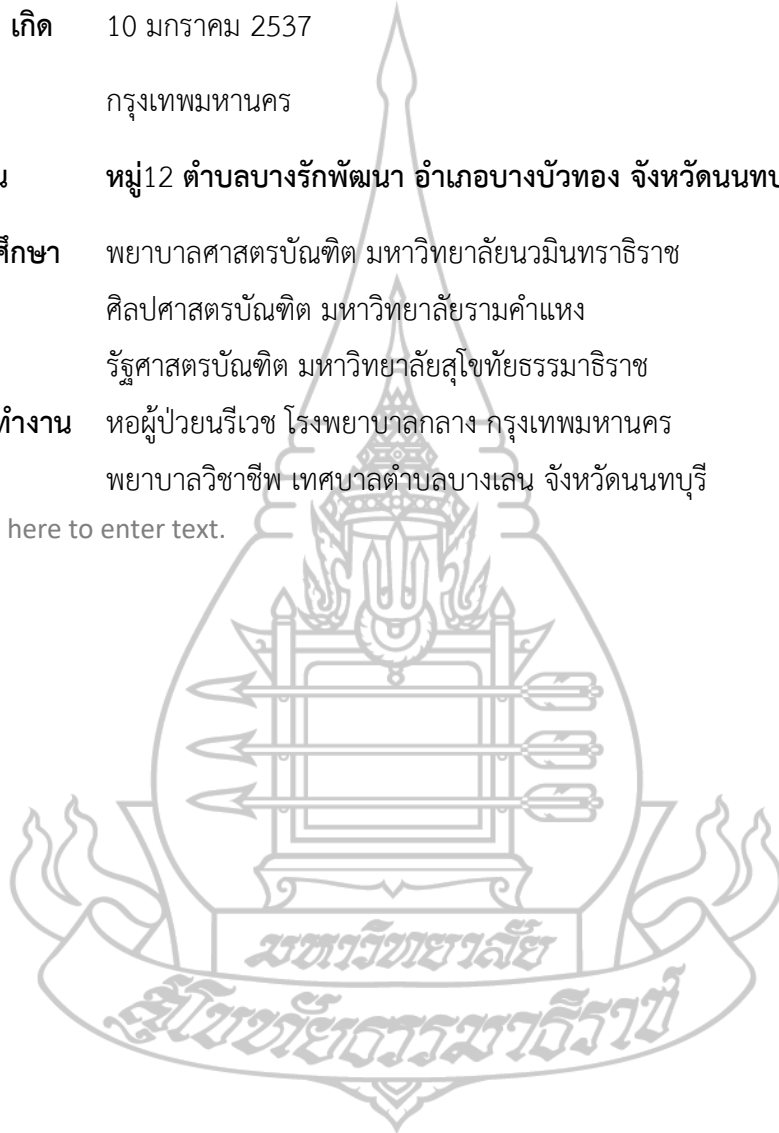 เกิด 10 มกราคม 2537
กรุงเทพมหานคร
หมู่12 ตำบลบางรักพัฒนา อำเภอบางบัวทอง
พยาบาลศาสตรบัณฑิต มหาวิทยาลัยนวมินทราธิราช
ศิลปศาสตรบัณฑิต มหาวิทยาลัยรามคำแหง
รัฐศาสตรบัณฑิต มหาวิทยาลัยสุโขทัยธรรมาธิราช
ทำงาน หอผู้ป่วยนรีเวช โรงพยาบาลกลาง กรุงเทพมหานคร
พยาบาลวิชาชีพ เทศบาลตำบลบางเลน จังหวัดนนทบุรี
here to enter text.
มหาวิทยาลัย
สุโขทัยธรรมาธิราช